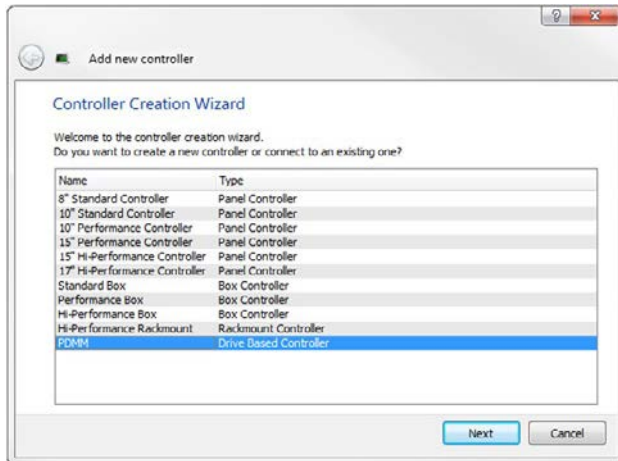 ?
Add new controller
Controller Creation Wizard
Welcome to the controller creation wizard.
Do you want to create a new controller or connect to an existing one?
Name Type
8" Standard Controller Panel Controller
10" Standard Controller Panel Controller
10" Performance Controller Panel Controller
15" Performance Controller Panel Controller
15" Hi-Performance Controller Panel Controller
17" Hi-Performance Controller Panel Controller
Standard Box Box Controller
Performance Box Box Controller
Hi-Performance Box Box Controller
Hi-Performance Rackmount Rackmount Controller
PDMM Drive Based Controller
Next Cancel